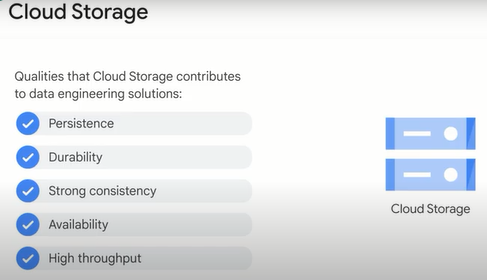 Cloud Storage
Qualities that Cloud Storage contributes
to data engineering solutions:
Persistence
Durability
Strong consistency
Availability
High throughput
Cloud Storage